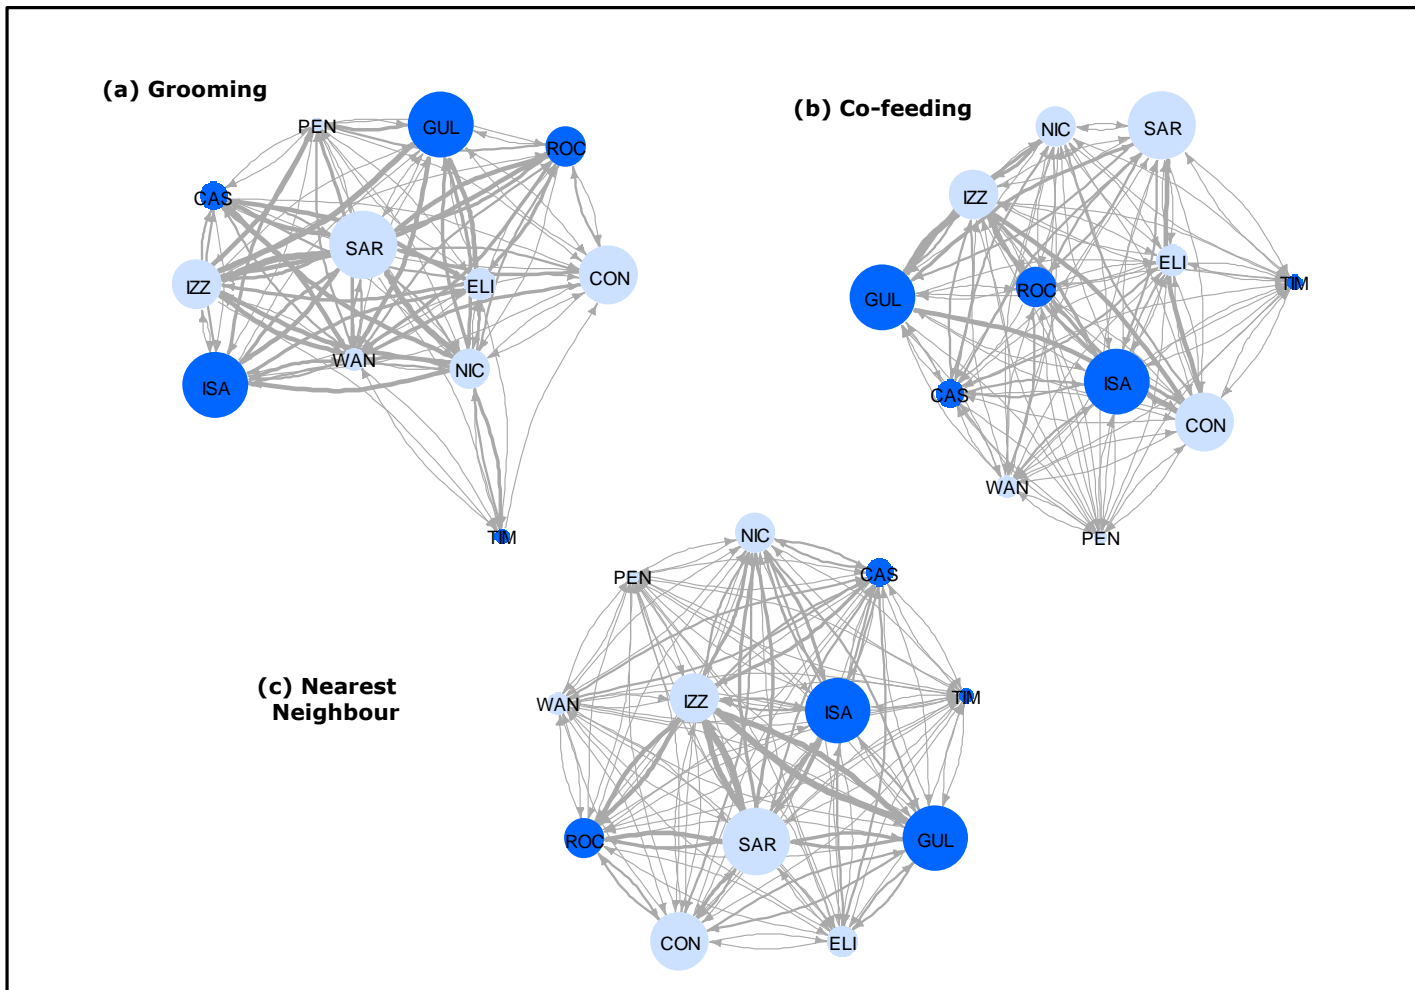 (a) Grooming
PEN
GUL
ROC
CAS
SAR
IZZ
ELI
CON
WAN
NIC
ISA
TIM
(b) Co-feeding
NIC
SAR
IZZ
ELI
TIM
GUL
ROC
ISA
CAS
CON
WAN
PEN
(c) Nearest
Neighbour
NIC
CAS
PEN
WAN
IZZ
ISA
TIM
ROC
SAR
GUL
CON
ELI